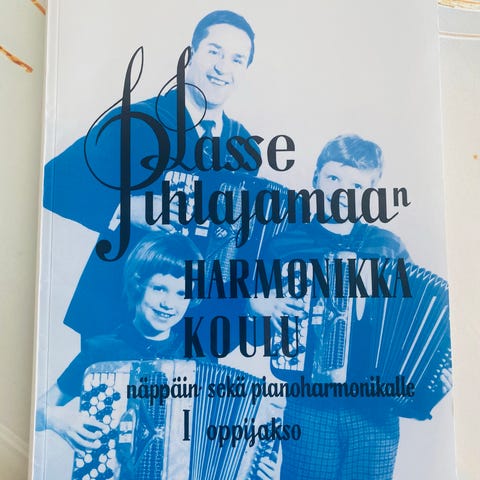 Lasse
Pihlajamaan
HARMONIKKA
KOULU
näppäin- sekä pianoharmonikalle
I oppijakso